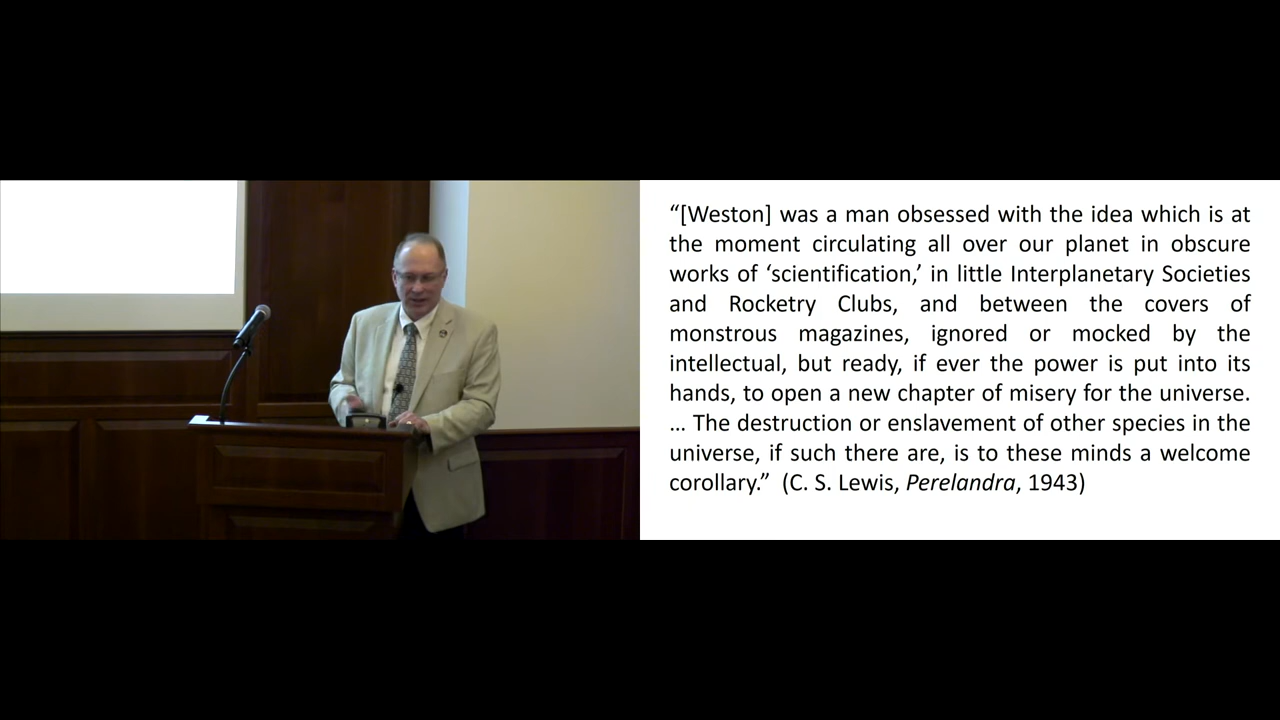 “[Weston] was a man obsessed with the idea which is at
the moment circulating all over our planet in obscure
works of ‘scientification,’ in little Interplanetary Societies
and Rocketry Clubs, and between the covers of
monstrous magazines, ignored or mocked by the
intellectual, but ready, if ever the power is put into its
hands, to open a new chapter of misery for the universe.
… The destruction or enslavement of other species in the
universe, if such there are, is to these minds a welcome
corollary.”  (C. S. Lewis, Perelandra, 1943)